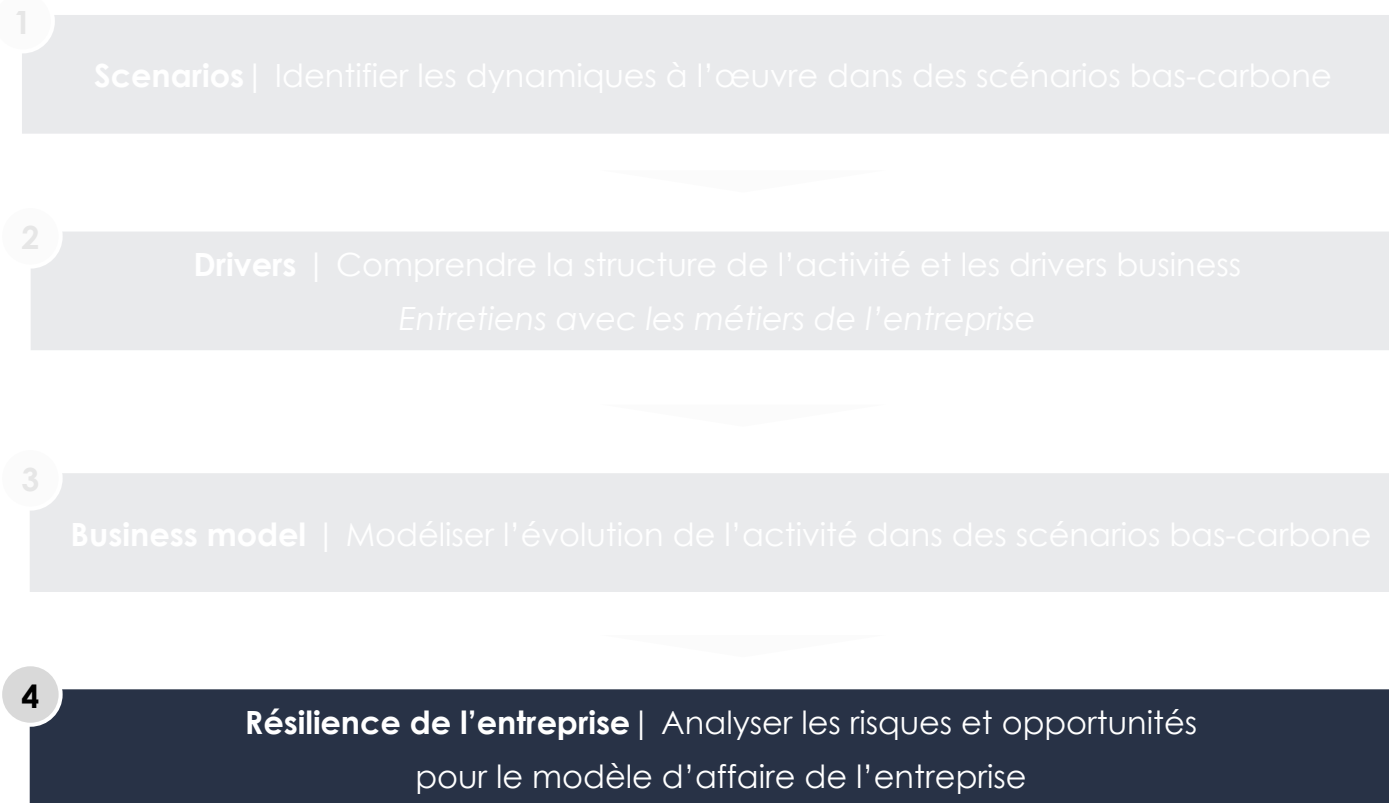 1
Scenarios| Identifier les dynamiques à l’œuvre dans des scénarios bas-carbone
2
Drivers | Comprendre la structure de l’activité et les drivers business
Entretiens avec les métiers de l’entreprise
3
Business model | Modéliser l’évolution de l’activité dans des scénarios bas-carbone
4
Résilience de l’entreprise| Analyser les risques et opportunités
pour le modèle d’affaire de l’entreprise